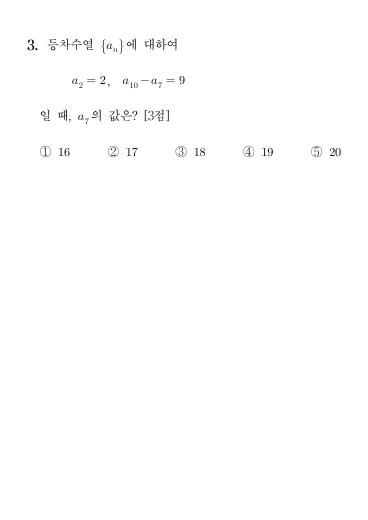 3. 등차수열 {aₙ}에 대하여
a₂ = 2, a₁₀ − a₇ = 9
일 때, a₇의 값은? [3점]
① 16 ② 17 ③ 18 ④ 19 ⑤ 20